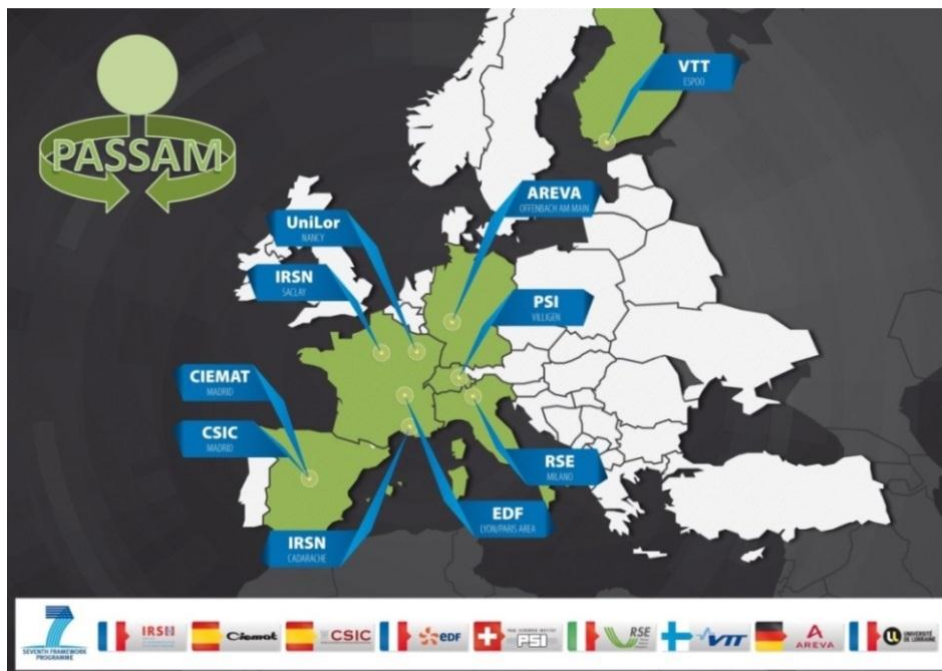 PASSAM
VTT
ESPOO
AREVA
OFFENBACH AM MAIN
UniLor
NANCY
IRSN
SACLAY
PSI
VILLIGEN
CIEMAT
MADRID
CSIC
MADRID
RSE
MILANO
EDF
LYON/PARIS AREA
IRSN
CADARACHE
7
SEVENTH FRAMEWORK
PROGRAMME
IRSN
Ciemat
CSIC
edf
PSI
RSE
VTT
AREVA
UNIVERSITÉ
DE LORRAINE